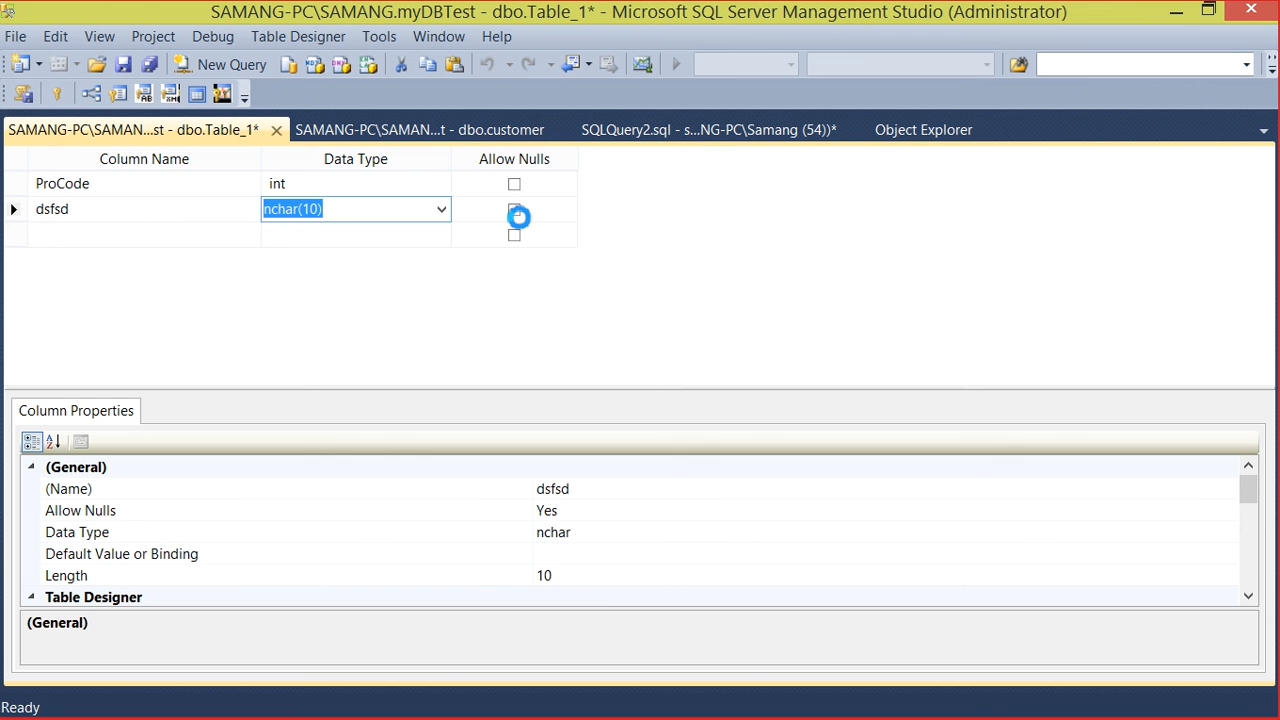 SAMANG-PC\SAMANG.myDBTest - dbo.Table_1* - Microsoft SQL Server Management Studio (Administrator)
File Edit View Project Debug Table Designer Tools Window Help
New Query
SAMANG-PC\SAMAN...st - dbo.Table_1* SAMANG-PC\SAMAN...t - dbo.customer SQLQuery2.sql - s...NG-PC\Samang (54))* Object Explorer
Column Name Data Type Allow Nulls
ProCode int
dsfsd nchar(10)
Column Properties
(General)
(Name) dsfsd
Allow Nulls Yes
Data Type nchar
Default Value or Binding
Length 10
Table Designer
(General)
Ready